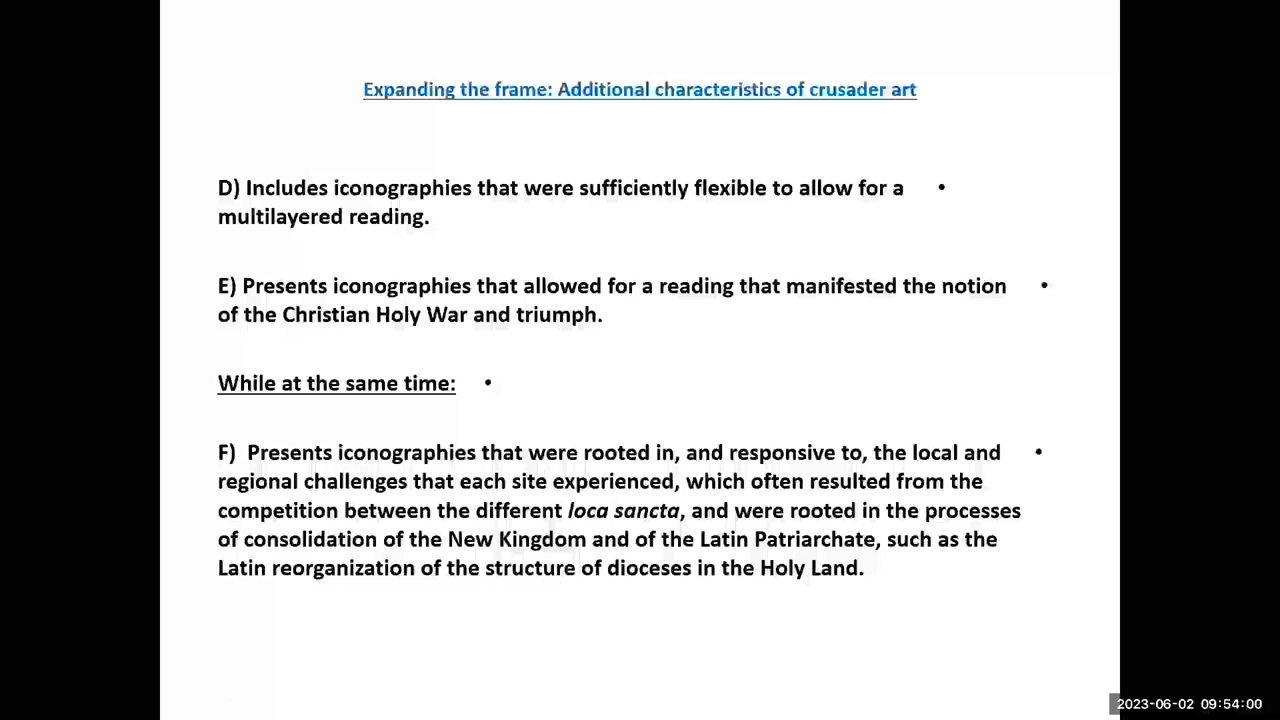 Expanding the frame: Additional characteristics of crusader art
D) Includes iconographies that were sufficiently flexible to allow for a •
multilayered reading.
E) Presents iconographies that allowed for a reading that manifested the notion •
of the Christian Holy War and triumph.
While at the same time: •
F) Presents iconographies that were rooted in, and responsive to, the local and •
regional challenges that each site experienced, which often resulted from the
competition between the different loca sancta, and were rooted in the processes
of consolidation of the New Kingdom and of the Latin Patriarchate, such as the
Latin reorganization of the structure of dioceses in the Holy Land.
2023-06-02 09:54:00